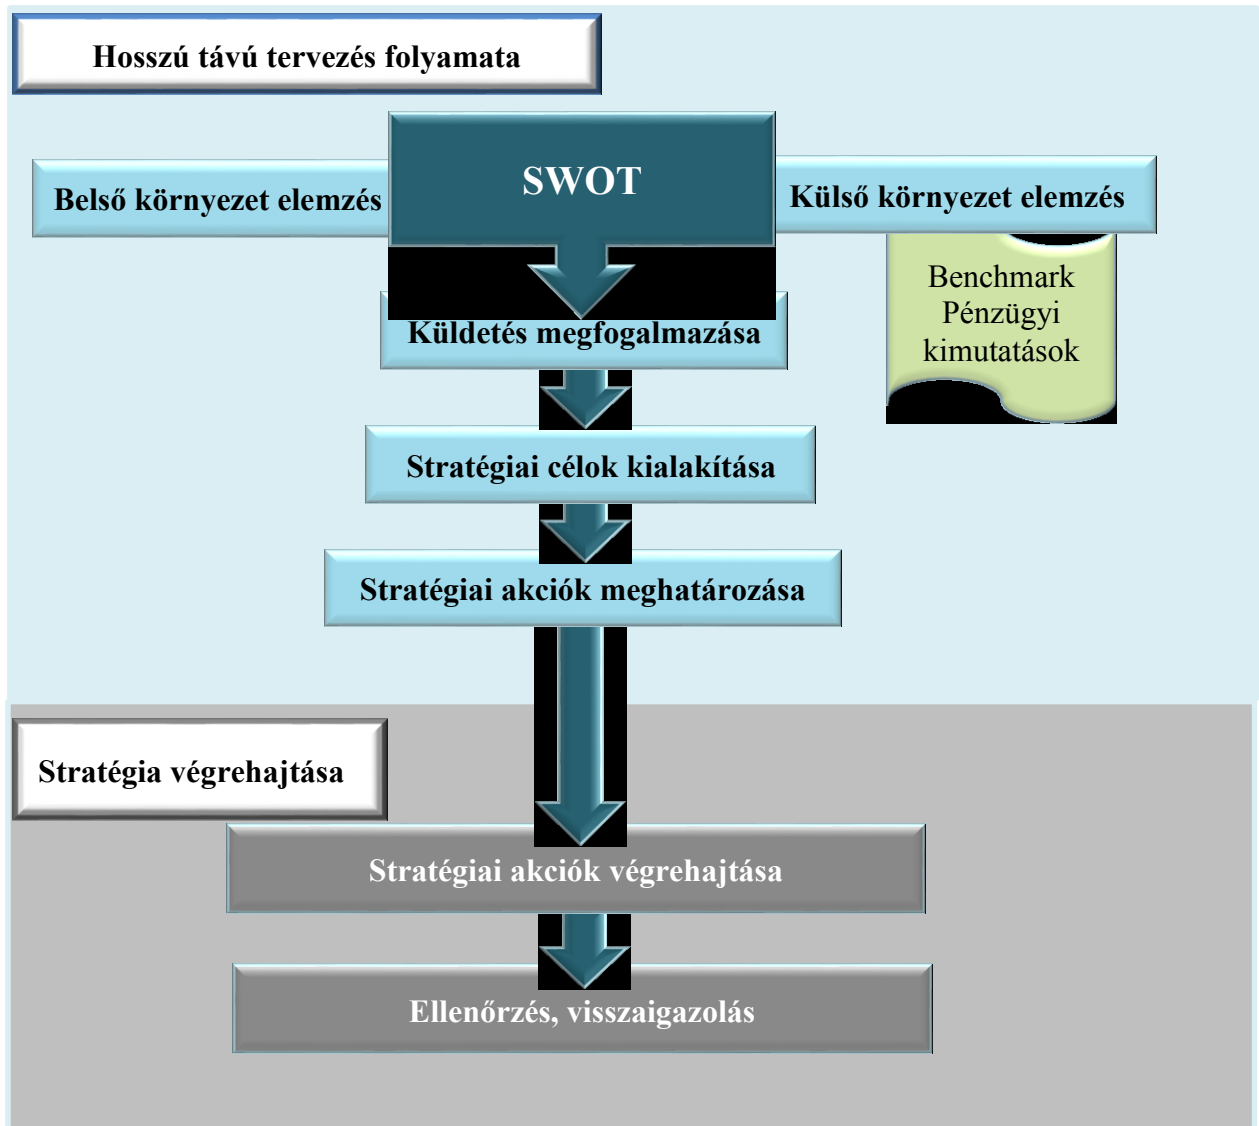 Hosszú távú tervezés folyamata
SWOT
Belső környezet elemzés
Külső környezet elemzés
Benchmark
Pénzügyi
kimutatások
Küldetés megfogalmazása
Stratégiai célok kialakítása
Stratégiai akciók meghatározása
Stratégia végrehajtása
Stratégiai akciók végrehajtása
Ellenőrzés, visszaigazolás